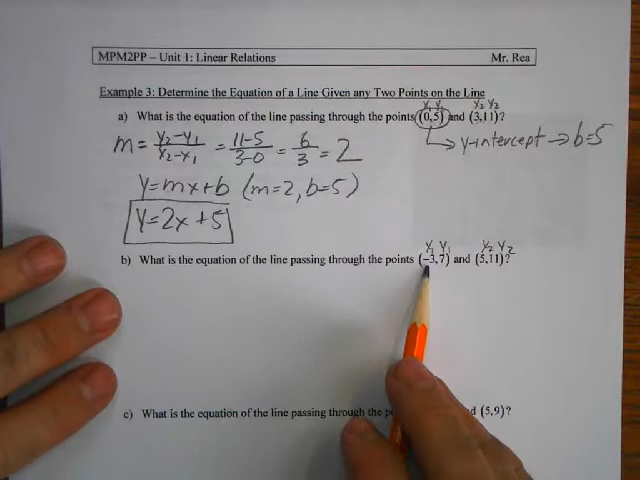 MPM2PP – Unit 1: Linear Relations Mr. Rea
Example 3: Determine the Equation of a Line Given any Two Points on the Line
x₁ y₁ x₂ y₂
a) What is the equation of the line passing through the points (0,5) and (3,11)?
m = y₂-y₁ / x₂-x₁ = 11-5 / 3-0 = 6/3 = 2
y-intercept → b=5
y=mx+b (m=2, b=5)
y=2x+5
x₁ y₁ x₂ y₂
b) What is the equation of the line passing through the points (−3,7) and (5,11)?
c) What is the equation of the line passing through the (5,9)?